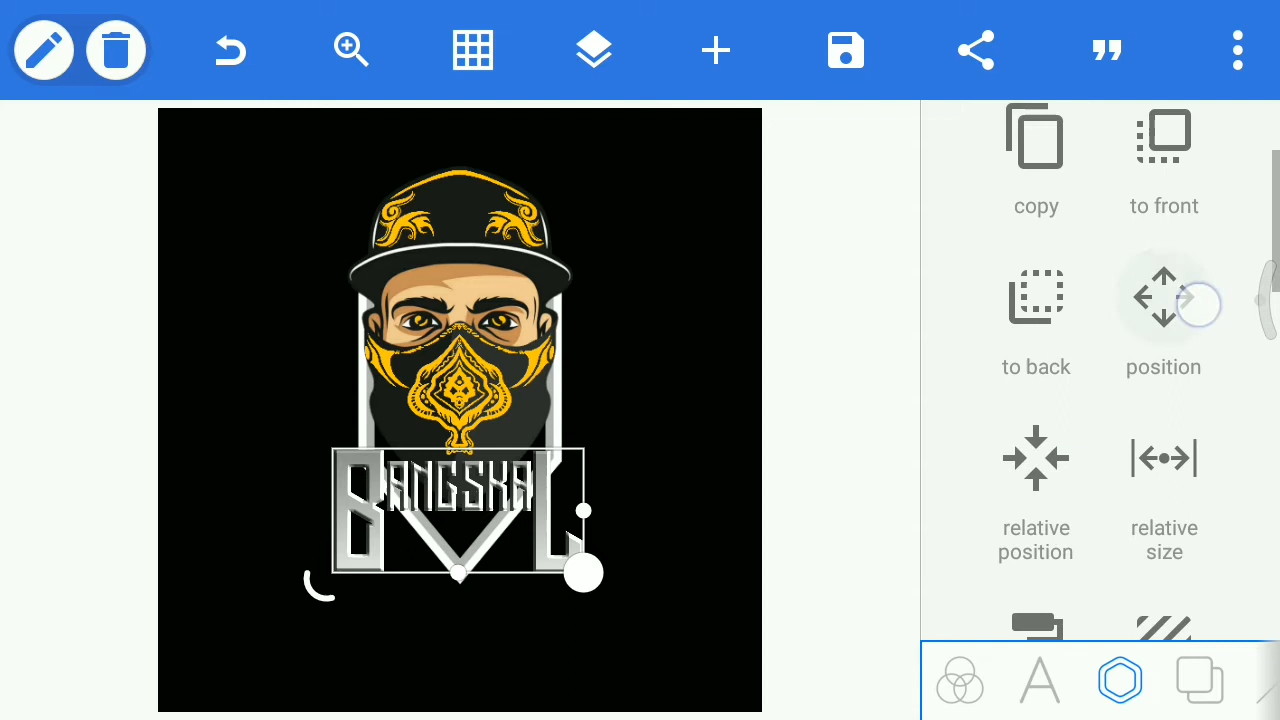 copy
to front
to back
position
relative
position
relative
size
BANGSKAL